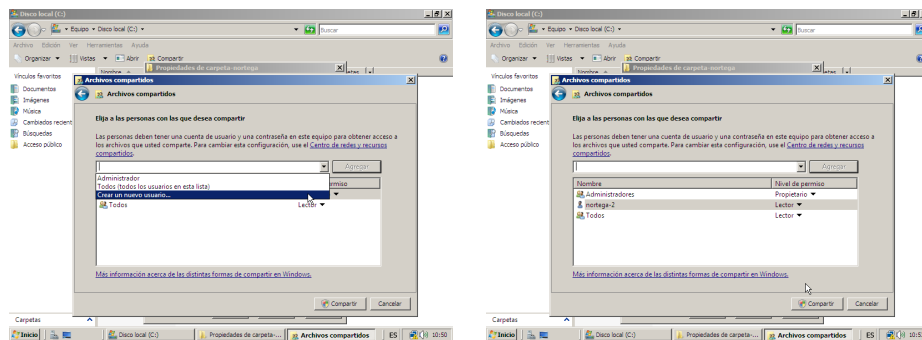 Disco local (C:)
Equipo ▾ Disco local (C:) ▾
Buscar
Archivo Edición Ver Herramientas Ayuda
Organizar ▾ Vistas ▾ Abrir Compartir
Vínculos favoritos
Documentos
Imágenes
Música
Cambiados recient
Búsquedas
Acceso público
Carpetas
Nombre
Propiedades de carpeta-nortega
Archivos compartidos
Archivos compartidos
Elija a las personas con las que desea compartir
Las personas deben tener una cuenta de usuario y una contraseña en este equipo para obtener acceso a
los archivos que usted comparte. Para cambiar esta configuración, use el Centro de redes y recursos
compartidos.
Agregar
Administrador
Todos (todos los usuarios en esta lista)
Crear un nuevo usuario...
ermiso
Todos Lector ▾
Más información acerca de las distintas formas de compartir en Windows.
Compartir Cancelar
Inicio Disco local (C:) Propiedades de carpeta-... Archivos compartidos ES 10:50
Disco local (C:)
Equipo ▾ Disco local (C:) ▾
Buscar
Archivo Edición Ver Herramientas Ayuda
Organizar ▾ Vistas ▾ Abrir Compartir
Vínculos favoritos
Documentos
Imágenes
Música
Cambiados recient
Búsquedas
Acceso público
Carpetas
Nombre
Propiedades de carpeta-nortega
Archivos compartidos
Archivos compartidos
Elija a las personas con las que desea compartir
Las personas deben tener una cuenta de usuario y una contraseña en este equipo para obtener acceso a
los archivos que usted comparte. Para cambiar esta configuración, use el Centro de redes y recursos
compartidos.
Agregar
Nombre Nivel de permiso
Administradores Propietario ▾
nortega-2 Lector ▾
Todos Lector ▾
Más información acerca de las distintas formas de compartir en Windows.
Compartir Cancelar
Inicio Disco local (C:) Propiedades de carpeta-... Archivos compartidos ES